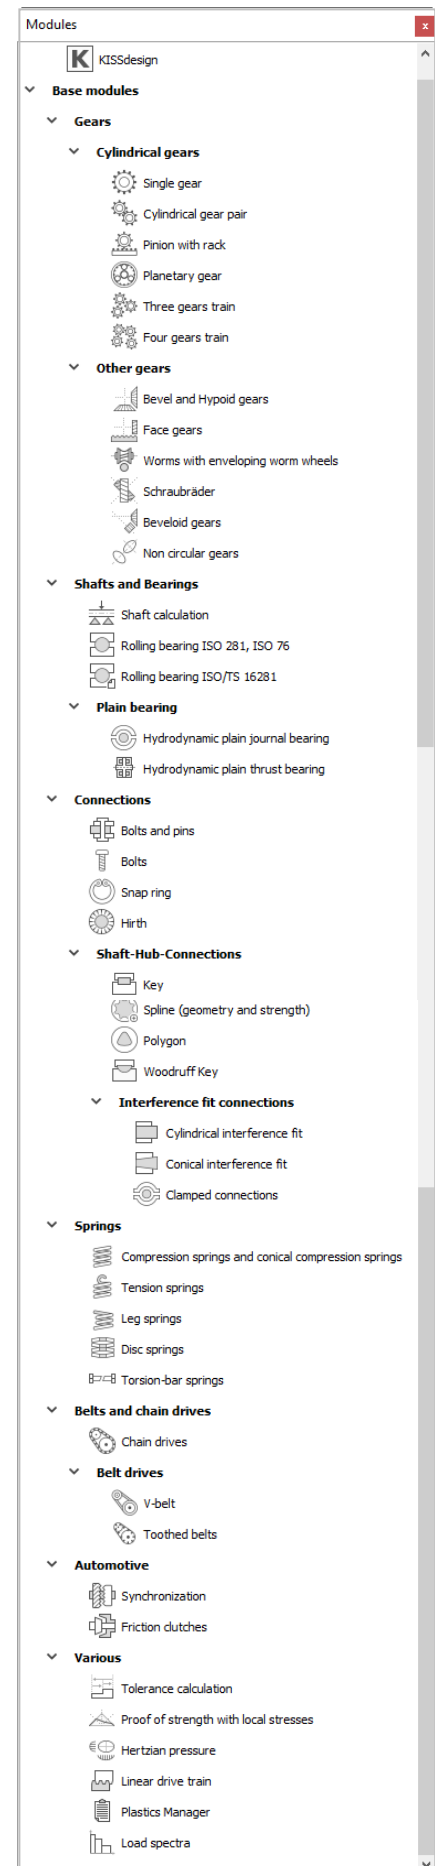 Modules
x
K KISSdesign
Base modules
Gears
Cylindrical gears
Single gear
Cylindrical gear pair
Pinion with rack
Planetary gear
Three gears train
Four gears train
Other gears
Bevel and Hypoid gears
Face gears
Worms with enveloping worm wheels
Schraubräder
Beveloid gears
Non circular gears
Shafts and Bearings
Shaft calculation
Rolling bearing ISO 281, ISO 76
Rolling bearing ISO/TS 16281
Plain bearing
Hydrodynamic plain journal bearing
Hydrodynamic plain thrust bearing
Connections
Bolts and pins
Bolts
Snap ring
Hirth
Shaft-Hub-Connections
Key
Spline (geometry and strength)
Polygon
Woodruff Key
Interference fit connections
Cylindrical interference fit
Conical interference fit
Clamped connections
Springs
Compression springs and conical compression springs
Tension springs
Leg springs
Disc springs
Torsion-bar springs
Belts and chain drives
Chain drives
Belt drives
V-belt
Toothed belts
Automotive
Synchronization
Friction clutches
Various
Tolerance calculation
Proof of strength with local stresses
Hertzian pressure
Linear drive train
Plastics Manager
Load spectra